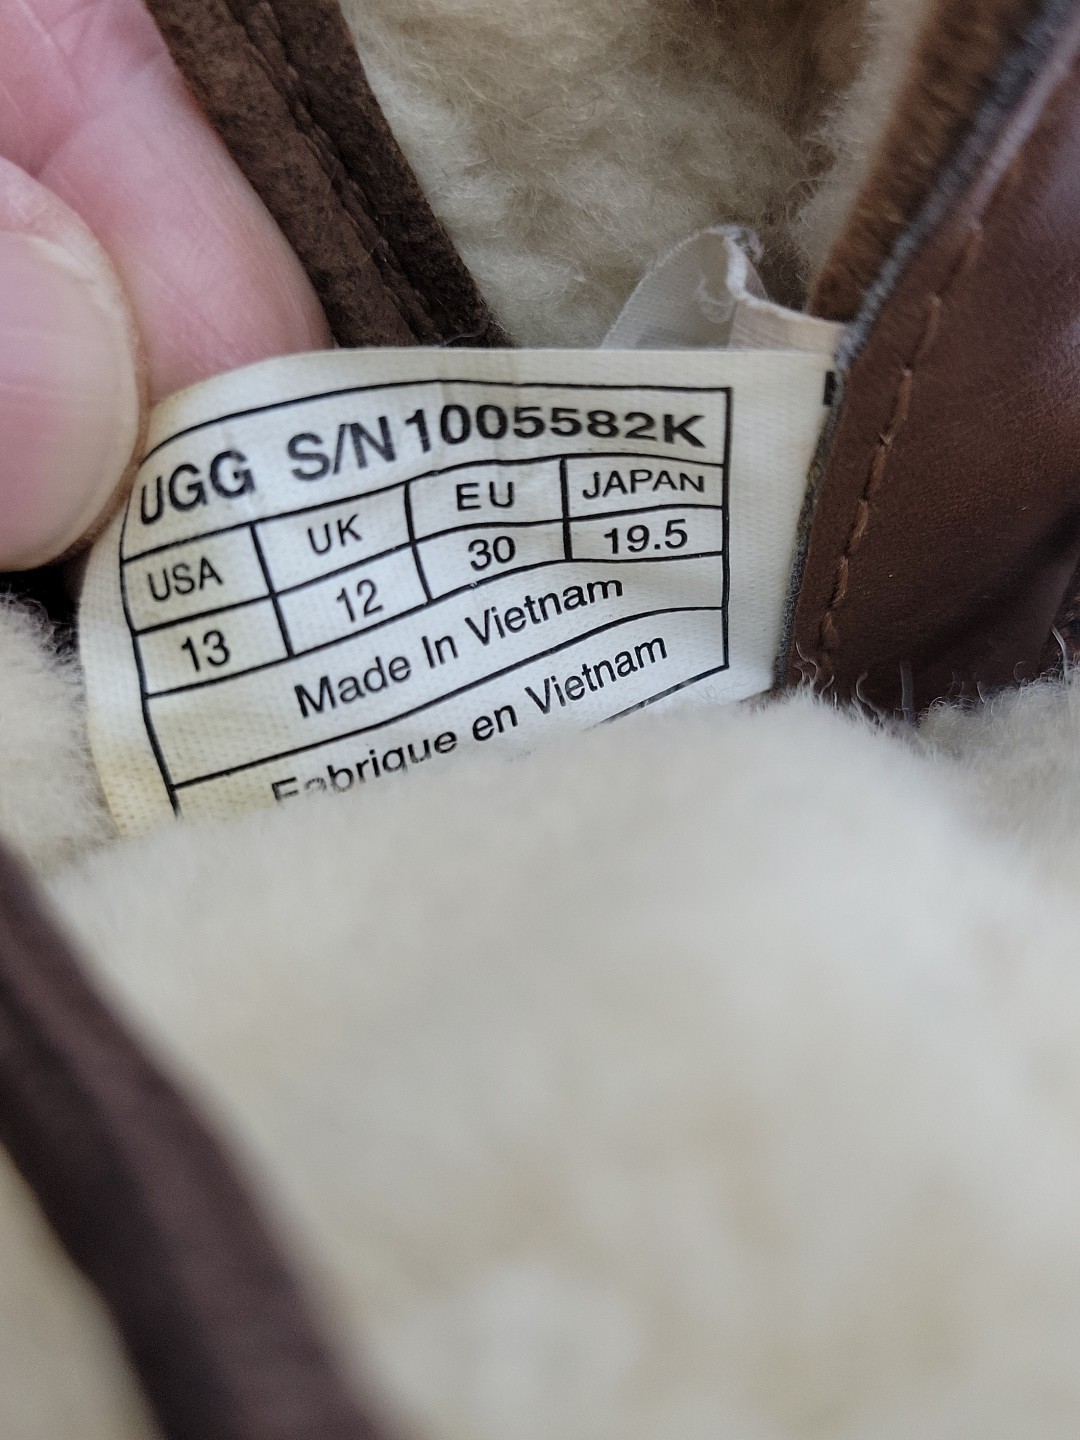 UGG S/N 1005582K
USA UK EU JAPAN
13 12 30 19.5
Made In Vietnam
Fabrique en Vietnam